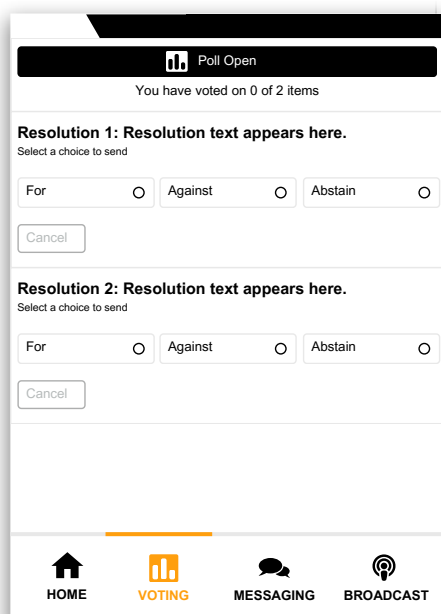 Poll Open
You have voted on 0 of 2 items
Resolution 1: Resolution text appears here.
Select a choice to send
For Against Abstain
Cancel
Resolution 2: Resolution text appears here.
Select a choice to send
For Against Abstain
Cancel
HOME VOTING MESSAGING BROADCAST